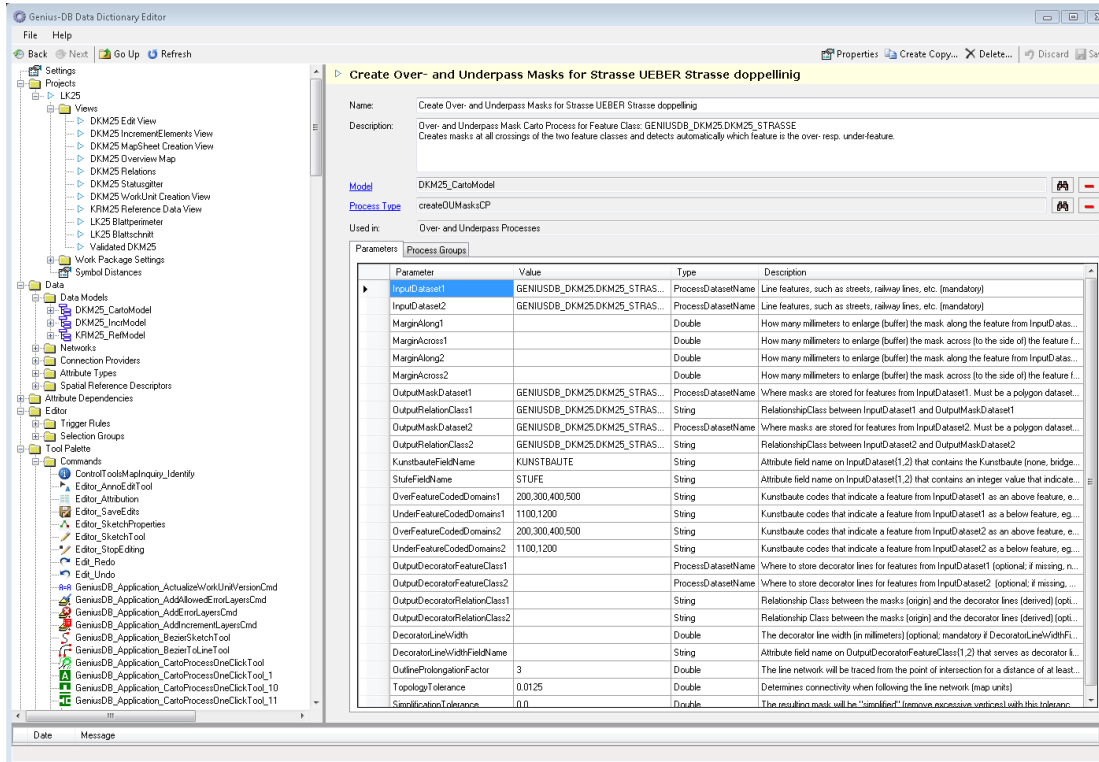 Genius-DB Data Dictionary Editor
File Help
Back Next Go Up Refresh Properties Create Copy... Delete... Discard
Settings
Projects
LK25
Views
DKM25 Edit View
DKM25 IncrementElements View
DKM25 MapSheet Creation View
DKM25 Overview Map
DKM25 Relations
DKM25 Statusgitter
DKM25 WorkUnit Creation View
KRM25 Reference Data View
LK25 Blattperimeter
LK25 Blattschnitt
Validated DKM25
Work Package Settings
Symbol Distances
Data
Data Models
DKM25_CartoModel
DKM25_IncrModel
KRM25_RefModel
Networks
Connection Providers
Attribute Types
Spatial Reference Descriptors
Attribute Dependencies
Editor
Trigger Rules
Selection Groups
Tool Palette
Commands
ControlToolsMapInquiry_Identify
Editor_AnnoEditTool
Editor_Attribution
Editor_SaveEdits
Editor_SketchProperties
Editor_SketchTool
Editor_StopEditing
Edit_Redo
Edit_Undo
GeniusDB_Application_ActualizeWorkUnitVersionCmd
GeniusDB_Application_AddAllowedErrorLayersCmd
GeniusDB_Application_AddErrorLayersCmd
GeniusDB_Application_AddIncrementLayersCmd
GeniusDB_Application_BezierSketchTool
GeniusDB_Application_BezierToLineTool
GeniusDB_Application_CartoProcessOneClickTool
GeniusDB_Application_CartoProcessOneClickTool_1
GeniusDB_Application_CartoProcessOneClickTool_10
GeniusDB_Application_CartoProcessOneClickTool_11
Create Over- and Underpass Masks for Strasse UEBER Strasse doppellinig
Name: Create Over- and Underpass Masks for Strasse UEBER Strasse doppellinig
Description: Over- and Underpass Mask Carto Process for Feature Class: GENIUSDB_DKM25.DKM25_STRASSE
Creates masks at all crossings of the two feature classes and detects automatically which feature is the over- resp. under-feature.
Model DKM25_CartoModel
Process Type createOUMasksCP
Used in: Over- and Underpass Processes
Parameters Process Groups
Parameter Value Type Description
InputDataset1 GENIUSDB_DKM25.DKM25_STRAS... ProcessDatasetName Line features, such as streets, railway lines, etc. (mandatory)
InputDataset2 GENIUSDB_DKM25.DKM25_STRAS... ProcessDatasetName Line features, such as streets, railway lines, etc. (mandatory)
MarginAlong1 Double How many millimeters to enlarge (buffer) the mask along the feature from InputDatas...
MarginAcross1 Double How many millimeters to enlarge (buffer) the mask across (to the side of) the feature f...
MarginAlong2 Double How many millimeters to enlarge (buffer) the mask along the feature from InputDatas...
MarginAcross2 Double How many millimeters to enlarge (buffer) the mask across (to the side of) the feature f...
OutputMaskDataset1 GENIUSDB_DKM25.DKM25_STRAS... ProcessDatasetName Where masks are stored for features from InputDataset1. Must be a polygon dataset...
OutputRelationClass1 GENIUSDB_DKM25.DKM25_STRAS... String RelationshipClass between InputDataset1 and OutputMaskDataset1
OutputMaskDataset2 GENIUSDB_DKM25.DKM25_STRAS... ProcessDatasetName Where masks are stored for features from InputDataset2. Must be a polygon dataset...
OutputRelationClass2 GENIUSDB_DKM25.DKM25_STRAS... String RelationshipClass between InputDataset2 and OutputMaskDataset2
KunstbauteFieldName KUNSTBAUTE String Attribute field name on InputDataset{1,2} that contains the Kunstbaute (none, bridge...
StufeFieldName STUFE String Attribute field name on InputDataset{1,2} that contains an integer value that indicate...
OverFeatureCodedDomains1 200,300,400,500 String Kunstbaute codes that indicate a feature from InputDataset1 as an above feature, e...
UnderFeatureCodedDomains1 1100,1200 String Kunstbaute codes that indicate a feature from InputDataset1 as a below feature, eg....
OverFeatureCodedDomains2 200,300,400,500 String Kunstbaute codes that indicate a feature from InputDataset2 as an above feature, e...
UnderFeatureCodedDomains2 1100,1200 String Kunstbaute codes that indicate a feature from InputDataset2 as a below feature, eg....
OutputDecoratorFeatureClass1 ProcessDatasetName Where to store decorator lines for features from InputDataset1 (optional; if missing, n...
OutputDecoratorFeatureClass2 ProcessDatasetName Where to store decorator lines for features from InputDataset2 (optional; if missing, ...
OutputDecoratorRelationClass1 String Relationship Class between the masks (origin) and the decorator lines (derived) (opti...
OutputDecoratorRelationClass2 String Relationship Class between the masks (origin) and the decorator lines (derived) (opti...
DecoratorLineWidth Double The decorator line width (in millimeters) (optional; mandatory if DecoratorLineWidthFi...
DecoratorLineWidthFieldName String Attribute field name on OutputDecoratorFeatureClass{1,2} that serves as decorator li...
OutlineProlongationFactor 3 Double The line network will be traced from the point of intersection for a distance of at least...
TopologyTolerance 0.0125 Double Determines connectivity when following the line network (map units)
SimplificationTolerance 0.0 Double The resulting mask will be "simplified" (remove excessive vertices) with this toleranc...
Date Message